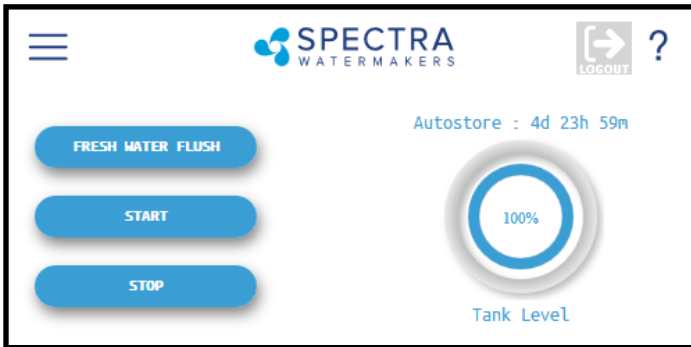 SPECTRA
WATERMAKERS
LOGOUT
?
Autostore : 4d 23h 59m
FRESH WATER FLUSH
START
100%
STOP
Tank Level